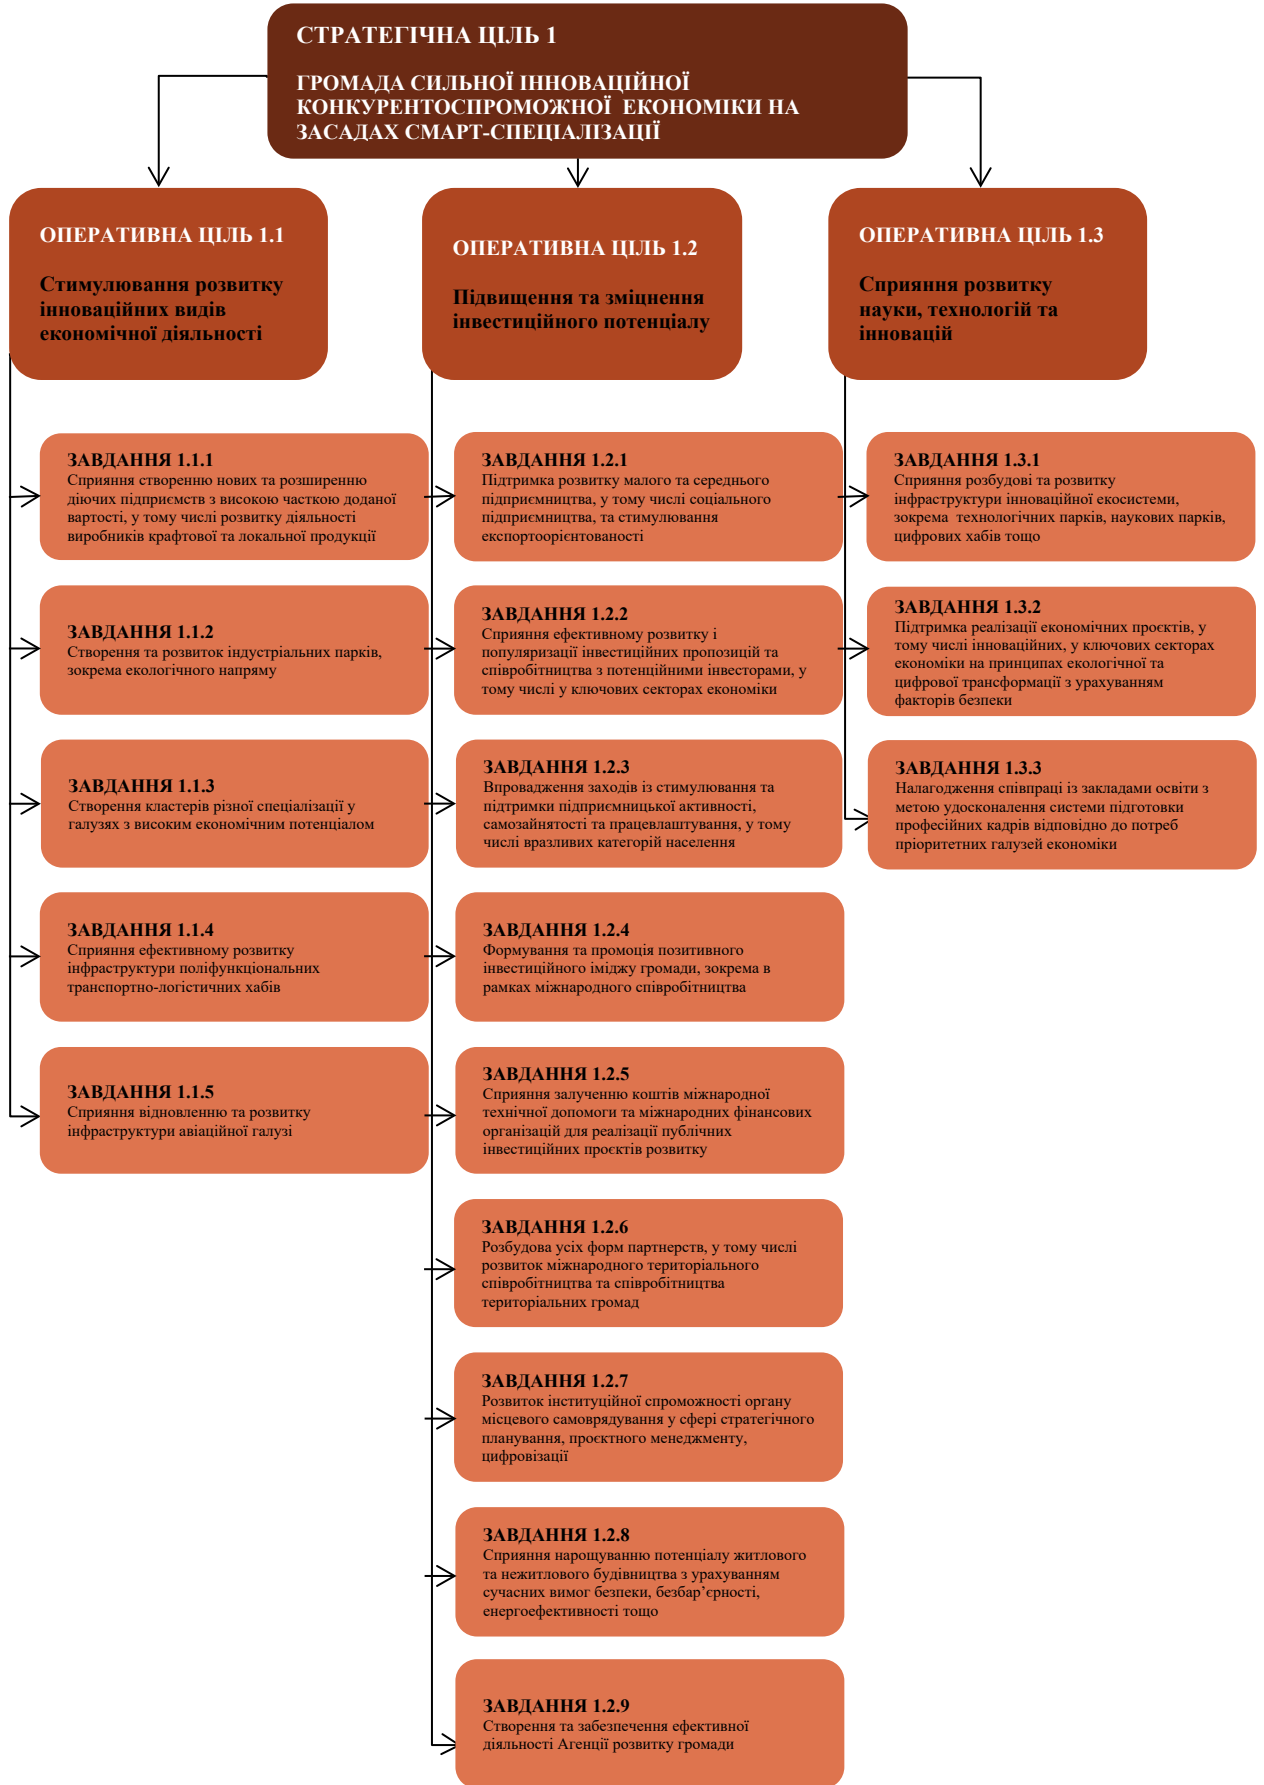 СТРАТЕГІЧНА ЦІЛЬ 1
ГРОМАДА СИЛЬНОЇ ІННОВАЦІЙНОЇ
КОНКУРЕНТОСПРОМОЖНОЇ ЕКОНОМІКИ НА
ЗАСАДАХ СМАРТ-СПЕЦІАЛІЗАЦІЇ
ОПЕРАТИВНА ЦІЛЬ 1.1
Стимулювання розвитку
інноваційних видів
економічної діяльності
ЗАВДАННЯ 1.1.1
Сприяння створенню нових та розширенню
діючих підприємств з високою часткою доданої
вартості, у тому числі розвитку діяльності
виробників крафтової та локальної продукції
ЗАВДАННЯ 1.1.2
Створення та розвиток індустріальних парків,
зокрема екологічного напряму
ЗАВДАННЯ 1.1.3
Створення кластерів різної спеціалізації у
галузях з високим економічним потенціалом
ЗАВДАННЯ 1.1.4
Сприяння ефективному розвитку
інфраструктури поліфункціональних
транспортно-логістичних хабів
ЗАВДАННЯ 1.1.5
Сприяння відновленню та розвитку
інфраструктури авіаційної галузі
ОПЕРАТИВНА ЦІЛЬ 1.2
Підвищення та зміцнення
інвестиційного потенціалу
ЗАВДАННЯ 1.2.1
Підтримка розвитку малого та середнього
підприємництва, у тому числі соціального
підприємництва, та стимулювання
експортоорієнтованості
ЗАВДАННЯ 1.2.2
Сприяння ефективному розвитку і
популяризації інвестиційних пропозицій та
співробітництва з потенційними інвесторами, у
тому числі у ключових секторах економіки
ЗАВДАННЯ 1.2.3
Впровадження заходів із стимулювання та
підтримки підприємницької активності,
самозайнятості та працевлаштування, у тому
числі вразливих категорій населення
ЗАВДАННЯ 1.2.4
Формування та промоція позитивного
інвестиційного іміджу громади, зокрема в
рамках міжнародного співробітництва
ЗАВДАННЯ 1.2.5
Сприяння залученню коштів міжнародної
технічної допомоги та міжнародних фінансових
організацій для реалізації публічних
інвестиційних проєктів розвитку
ЗАВДАННЯ 1.2.6
Розбудова усіх форм партнерств, у тому числі
розвиток міжнародного територіального
співробітництва та співробітництва
територіальних громад
ЗАВДАННЯ 1.2.7
Розвиток інституційної спроможності органу
місцевого самоврядування у сфері стратегічного
планування, проєктного менеджменту,
цифровізації
ЗАВДАННЯ 1.2.8
Сприяння нарощуванню потенціалу житлового
та нежитлового будівництва з урахуванням
сучасних вимог безпеки, безбар’єрності,
енергоефективності тощо
ЗАВДАННЯ 1.2.9
Створення та забезпечення ефективної
діяльності Агенції розвитку громади
ОПЕРАТИВНА ЦІЛЬ 1.3
Сприяння розвитку
науки, технологій та
інновацій
ЗАВДАННЯ 1.3.1
Сприяння розбудові та розвитку
інфраструктури інноваційної екосистеми,
зокрема технологічних парків, наукових парків,
цифрових хабів тощо
ЗАВДАННЯ 1.3.2
Підтримка реалізації економічних проєктів, у
тому числі інноваційних, у ключових секторах
економіки на принципах екологічної та
цифрової трансформації з урахуванням
факторів безпеки
ЗАВДАННЯ 1.3.3
Налагодження співпраці із закладами освіти з
метою удосконалення системи підготовки
професійних кадрів відповідно до потреб
пріоритетних галузей економіки